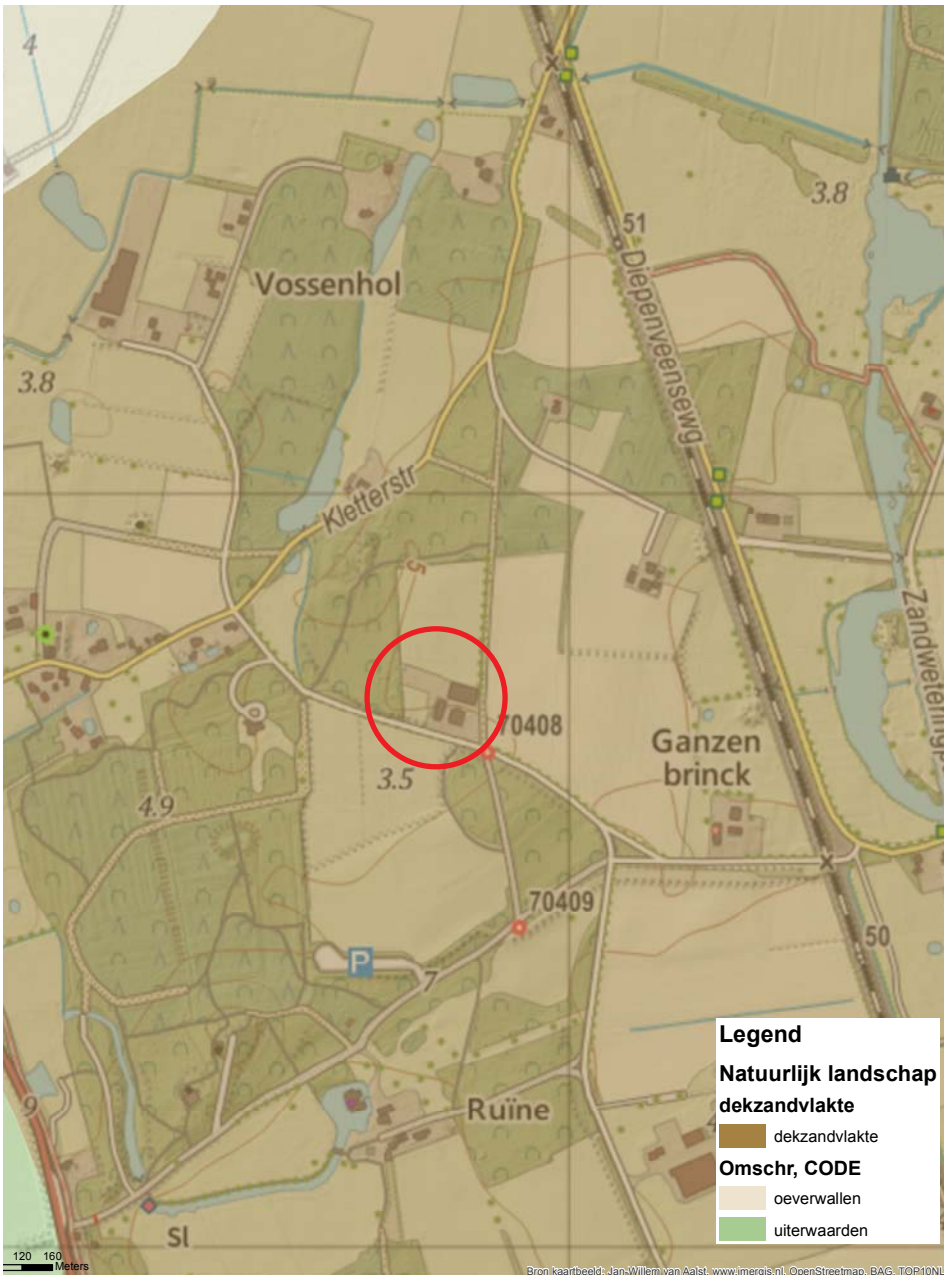 4
3.8
51
Diepenveensewg
Vossenhol
3.8
Kletterstr
5
Zandwetering
70408
Ganzen
brinck
3.5
4.9
70409
50
P
7
9
Ruïne
Sl
Legend
Natuurlijk landschap
dekzandvlakte
dekzandvlakte
Omschr, CODE
oeverwallen
uiterwaarden
120 160
Meters
Bron kaartbeeld: Jan-Willem van Aalst, www.imergis.nl, OpenStreetmap, BAG, TOP10NL